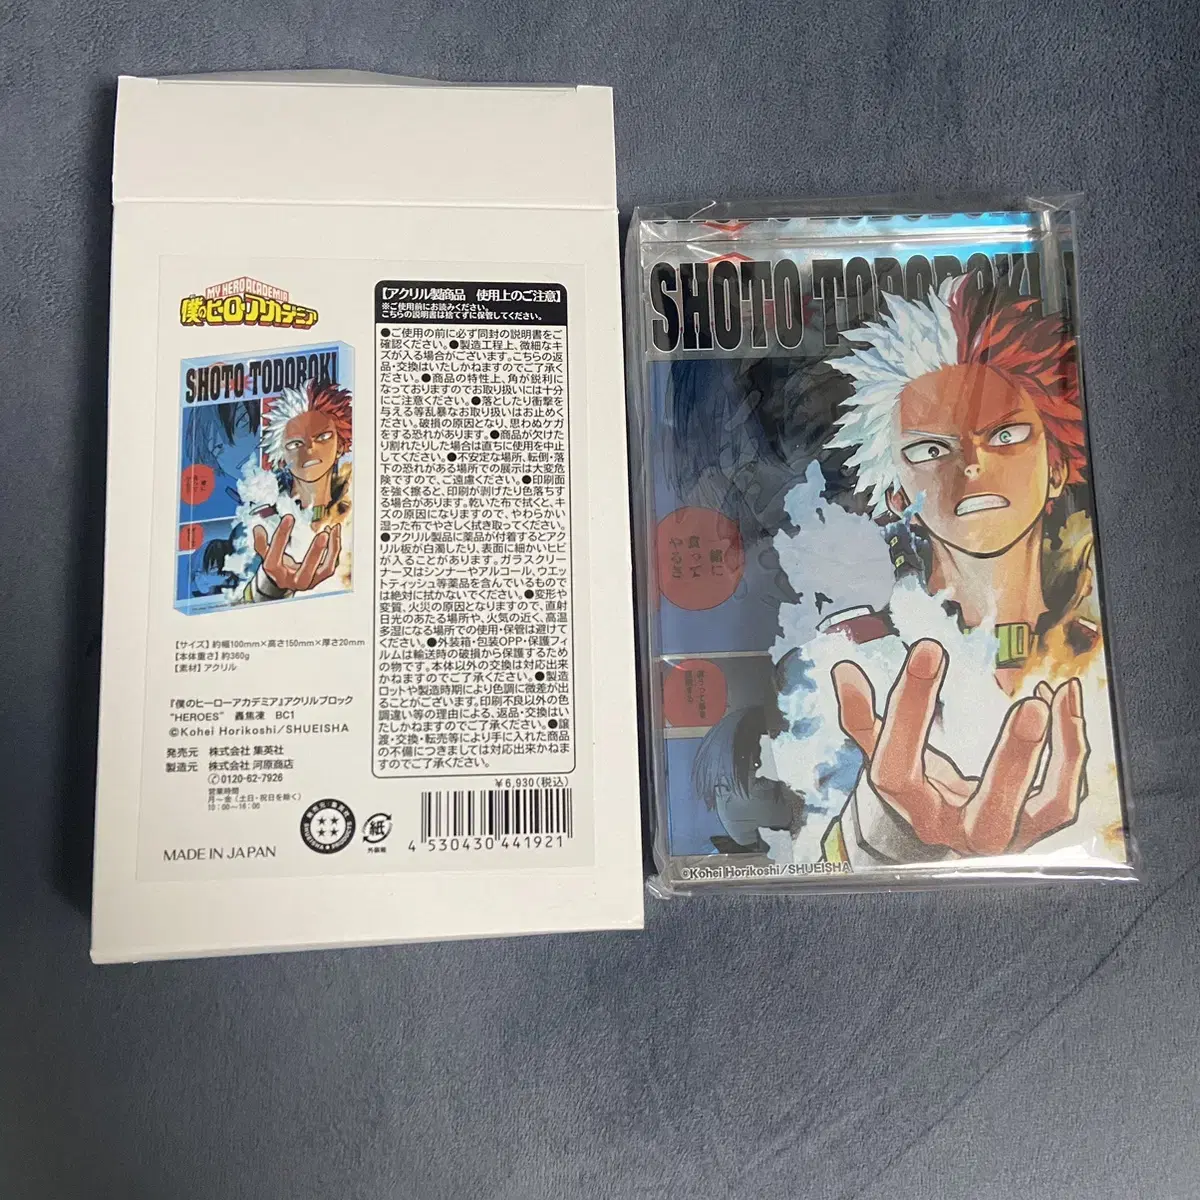 MY HERO ACADEMIA
僕のヒーローアカデミア
SHOTO TODOROKI
【サイズ】約幅100mm×高さ150mm×厚さ20mm
【本体重さ】約360g
【素材】アクリル
『僕のヒーローアカデミア』アクリルブロック
"HEROES" 轟焦凍 BC1
©Kohei Horikoshi/SHUEISHA
発売元 株式会社 集英社
製造元 株式会社 河原商店
0120-62-7926
営業時間
月~金(土日・祝日を除く)
10:00~16:00
MADE IN JAPAN
【アクリル製商品 使用上のご注意】
※ご使用前にお読みください。
こちらの説明書は捨てずに保管してください。
●ご使用の前に必ず同封の説明書をご
確認ください。●製造工程上、微細なキ
ズが入る場合がございます。こちらの返
品・交換はいたしかねますのでご了承く
ださい。●商品の特性上、角が鋭利に
なっておりますのでお取り扱いには十分
にご注意ください。●落としたり衝撃を
与える等乱暴なお取り扱いはお止めく
ださい。破損の原因となり、思わぬケガ
をする恐れがあります。●商品が欠けた
り割れたりした場合は直ちに使用を中止
してください。●不安定な場所、転倒・落
下の恐れがある場所での展示は大変危
険ですので、ご遠慮ください。●印刷面
を強く擦ると、印刷が剥げたり色落ちす
る場合があります。乾いた布で拭くと、キ
ズの原因になりますので、やわらかい
湿った布でやさしく拭き取ってください。
●アクリル製品に薬品が付着するとアク
リル板が白濁したり、表面に細かいヒビ
が入ることがあります。ガラスクリ
ーナー又はシンナーやアルコール、ウエッ
トティッシュ等薬品を含んでいるもので
は絶対に拭かないでください。●変形や
変質、火災の原因となりますので、直射
日光のあたる場所や、火気の近く、高温
多湿になる場所での使用・保管は避けて
ください。●外装箱・包装OPP・保護フィ
ルムは輸送時の破損から保護するため
の物です。本体以外の交換は対応出来
かねますのでご了承ください。●製造
ロットや製造時期により色調に微差が出
ることがございます。印刷不良以外の色
調違い等の理由による、返品・交換はい
たしかねますのでご了承ください。●譲
渡・交換・転売等により手に入れた商品
の不備につきましては対応出来かねま
すのでご了承ください。
¥6,930(税込)
紙
外装箱
4 530430 441921
SHOTO TODOROKI
一緒に
食って
やろう
©Kohei Horikoshi/SHUEISHA